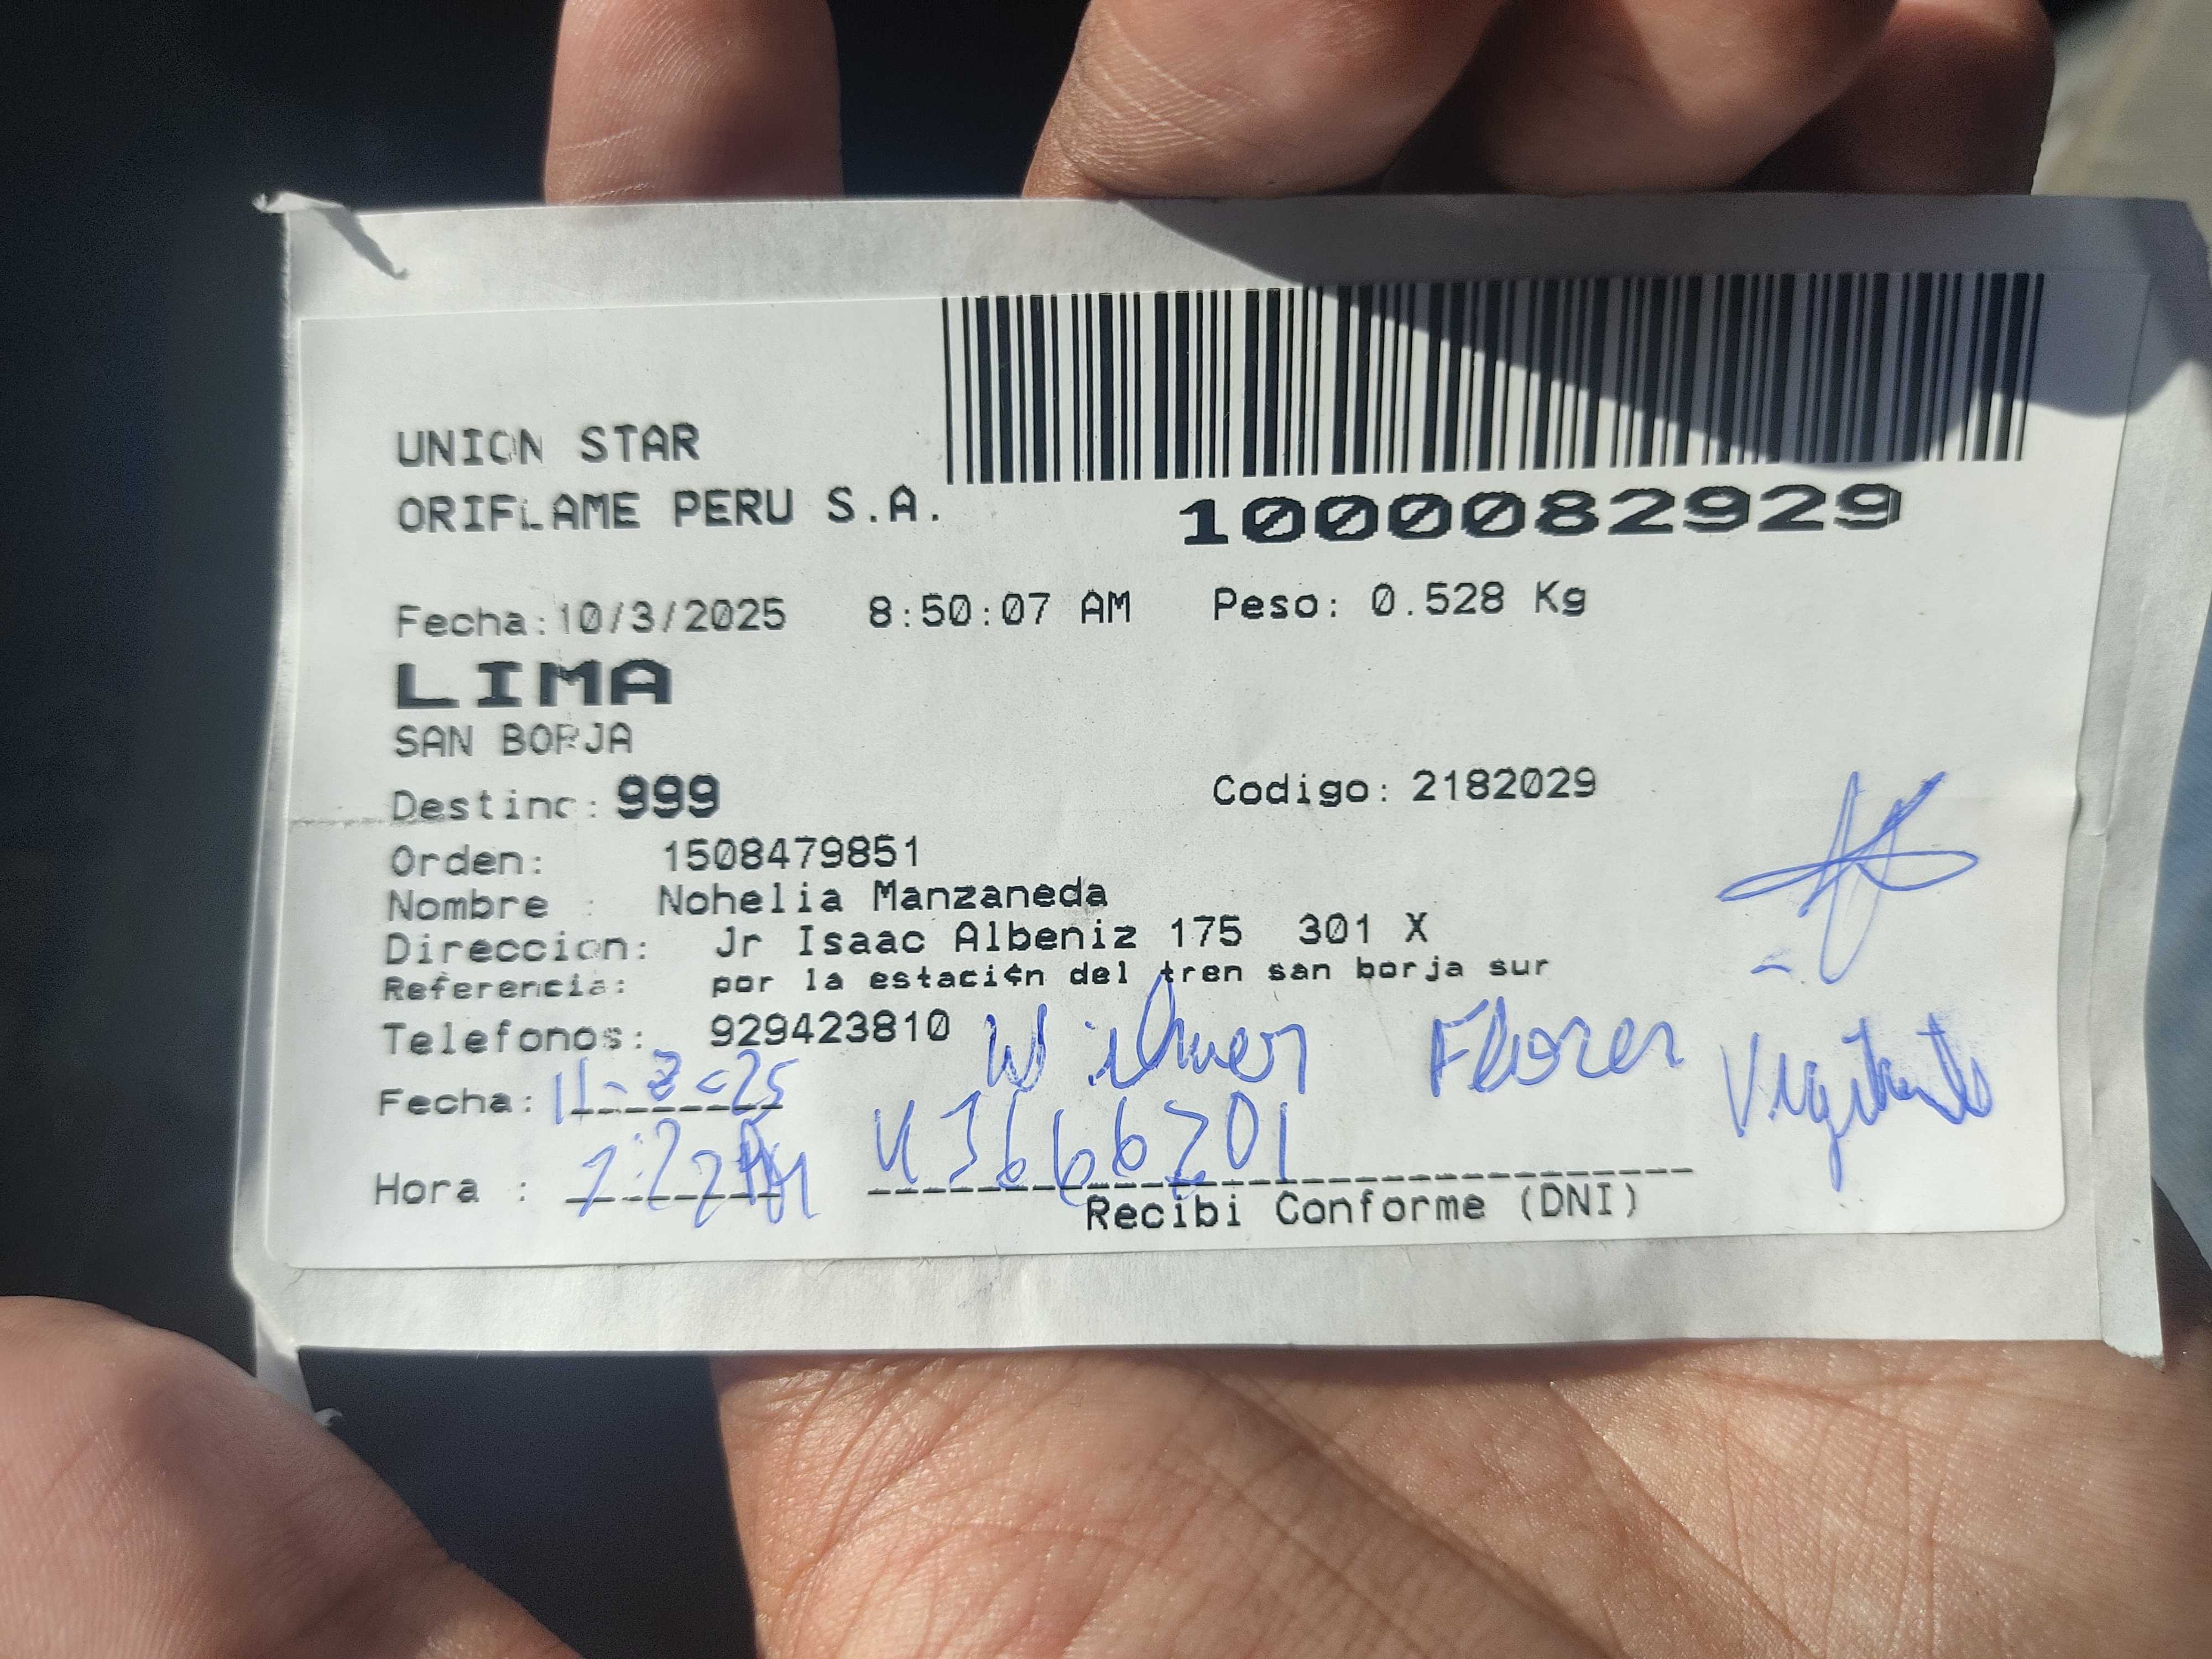 UNION STAR
ORIFLAME PERU S.A.
1000082929
Fecha:10/3/2025 8:50:07 AM Peso: 0.528 Kg
LIMA
SAN BORJA
Destino: 999 Codigo: 2182029
Orden: 1508479851
Nombre : Nohelia Manzaneda
Direccion: Jr Isaac Albeniz 175 301 X
Referencia: por la estaci¢n del tren san borja sur
Telefonos: 929423810 Wilmer Flores Vigilante
Fecha: 11-3-25
Hora : 43666201
Recibi Conforme (DNI)